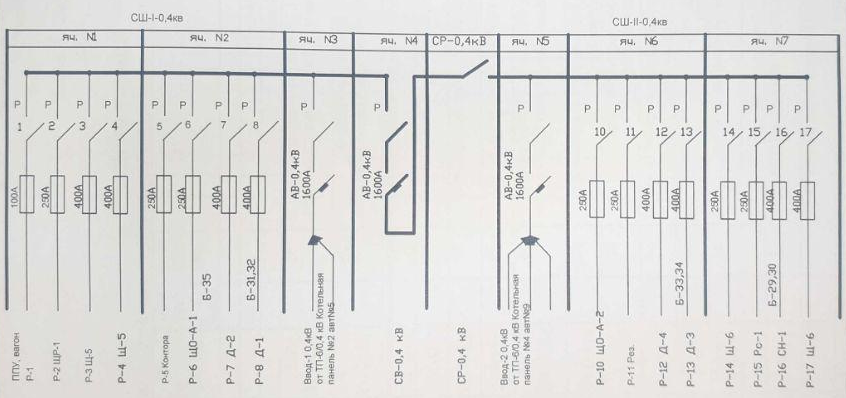 СШ-I-0,4кв
СШ-II-0,4кв
яч. N1
яч. N2
яч. N3
яч. N4
СР-0,4кВ
яч. N5
яч. N6
яч. N7
Р Р Р Р Р Р Р Р Р Р Р Р Р Р Р Р Р Р
1 2 3 4 5 6 7 8 10 11 12 13 14 15 16 17
100А
250А
400А
400А
250А
250А
400А
400А
АВ-0,4кВ
1600А
АВ-0,4кВ
1600А
АВ-0,4кВ
1600А
250А
400А
400А
250А
250А
400А
400А
Б-35
Б-31,32
Б-33,34
Б-29,30
ППУ, вагон
Р-1
Р-2 ЩР-1
Р-3 Щ-5
Р-4 Щ-5
Р-5 Контора
Р-6 ЩО-А-1
Р-7 Д-2
Р-8 Д-1
Ввод-1 0,4кВ
от ТП-6/0,4 кВ Котельная
панель №2 авт№5
СВ-0,4 кВ
СР-0,4 кВ
Ввод-2 0,4кВ
от ТП-6/0,4 кВ Котельная
панель №4 авт№9
Р-10 ЩО-А-2
Р-11 Рез.
Р-12 Д-4
Р-13 Д-3
Р-14 Щ-6
Р-15 Рс-1
Р-16 СН-1
Р-17 Щ-6